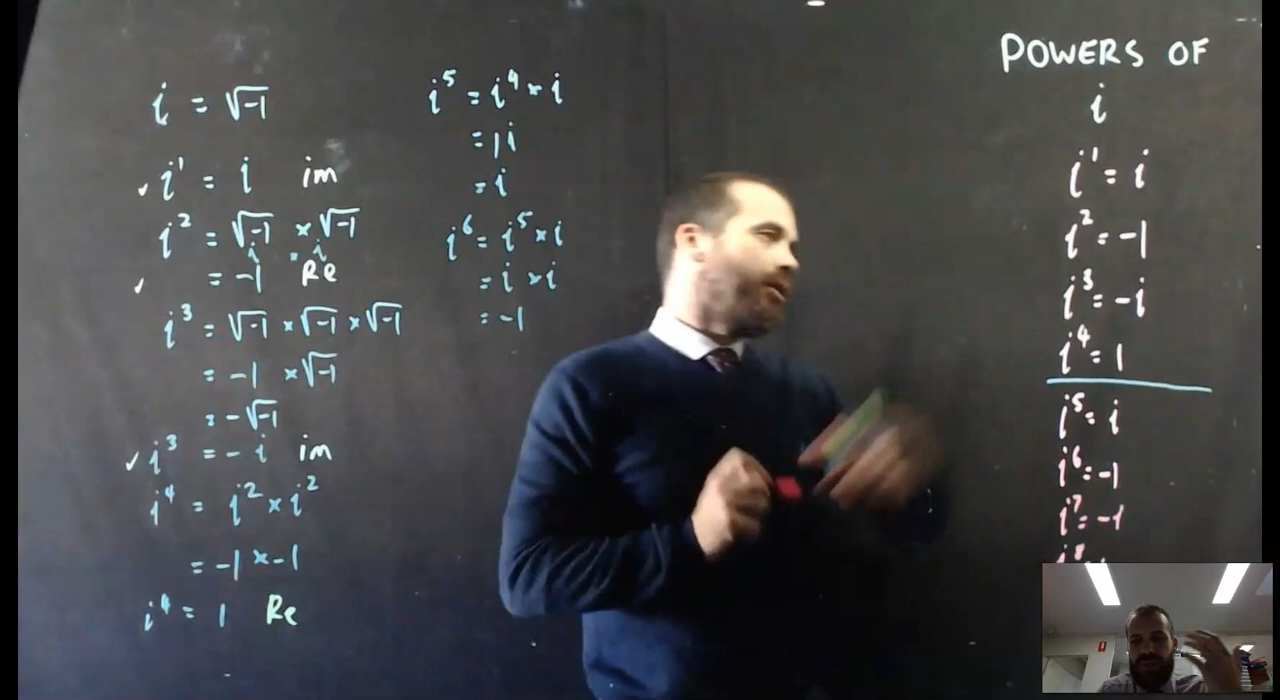 i = √-1
i¹ = i im
i² = √-1 × √-1
i · i
= -1 Re
i³ = √-1 × √-1 × √-1
= -1 × √-1
= -√-1
i³ = -i im
i⁴ = i² × i²
= -1 × -1
i⁴ = 1 Re
i⁵ = i⁴ × i
= 1i
= i
i⁶ = i⁵ × i
= i × i
= -1
POWERS OF
i
i¹ = i
i² = -1
i³ = -i
i⁴ = 1
i⁵ = i
i⁶ = -1
i⁷ = -i